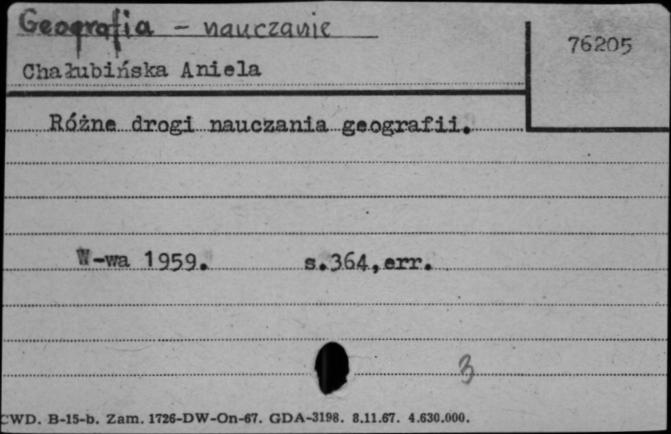 Geografia - nauczanie
76205
Chałubińska Aniela
Różne drogi nauczania geografii.
W-wa 1959. s.364,err.
3
CWD. B-15-b. Zam. 1726-DW-On-67. GDA-3198. 8.11.67. 4.630.000.